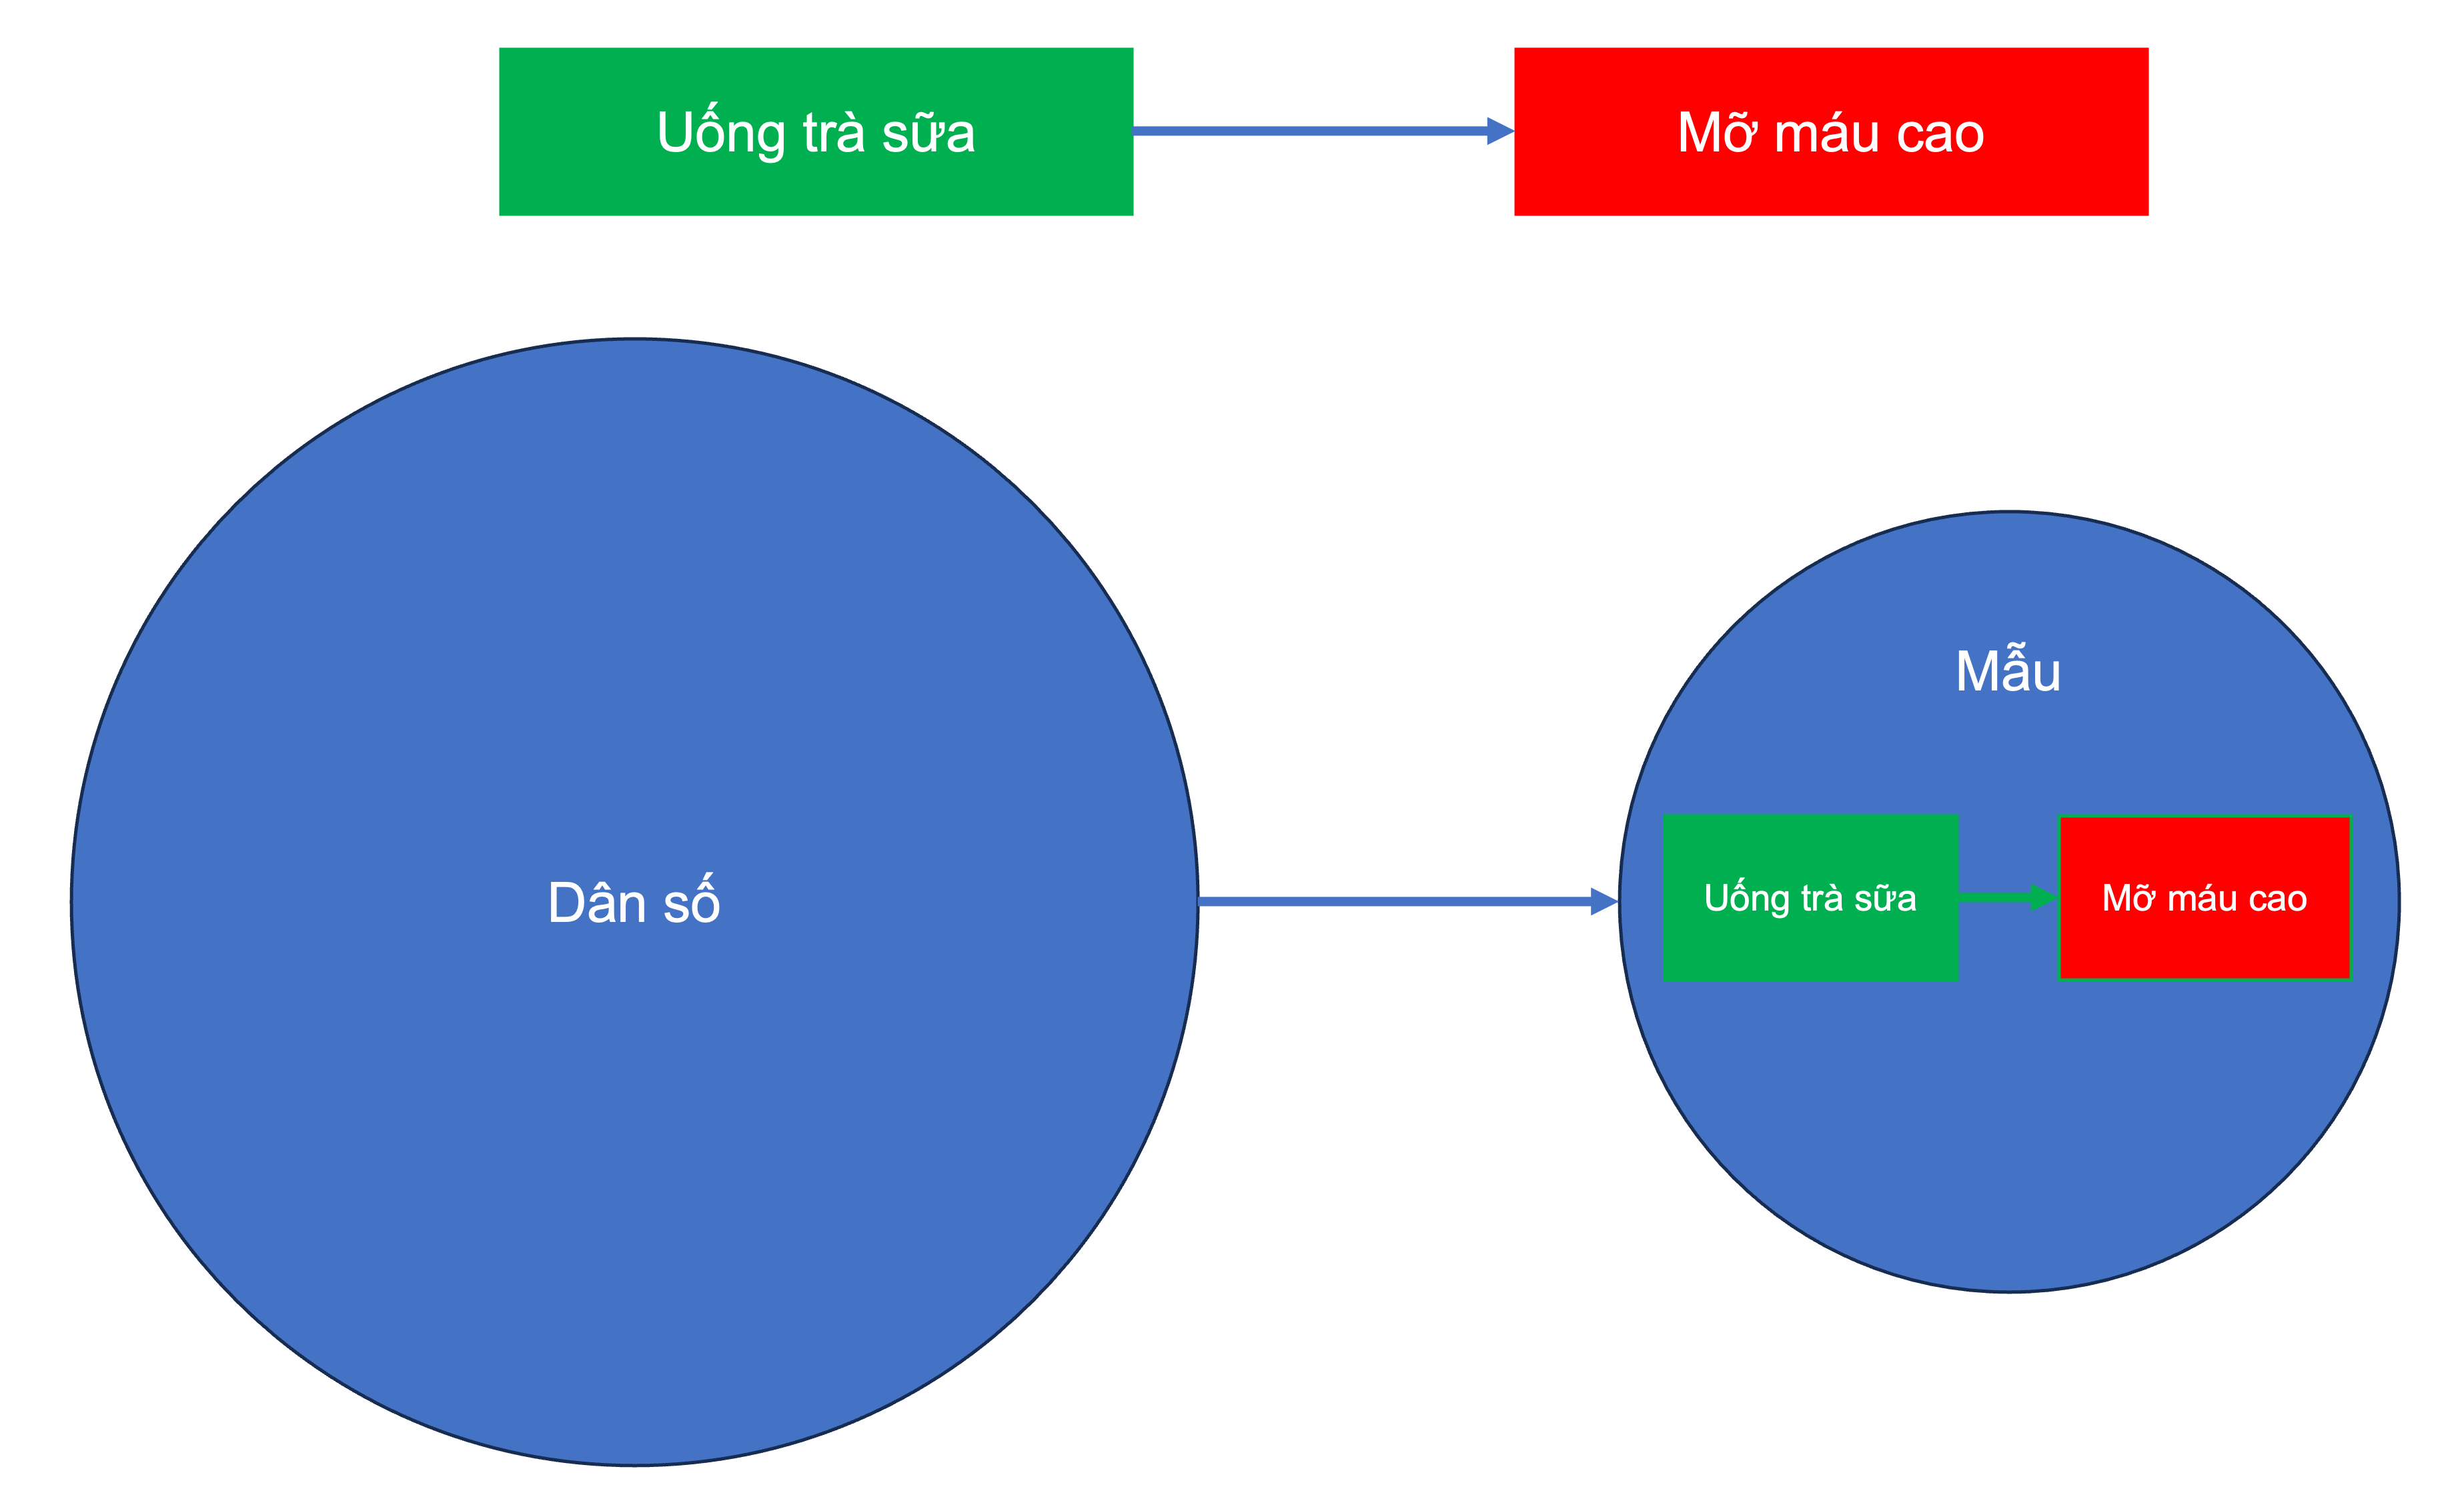 Uống trà sữa
Mỡ máu cao
Mẫu
Dân số
Uống trà sữa
Mỡ máu cao